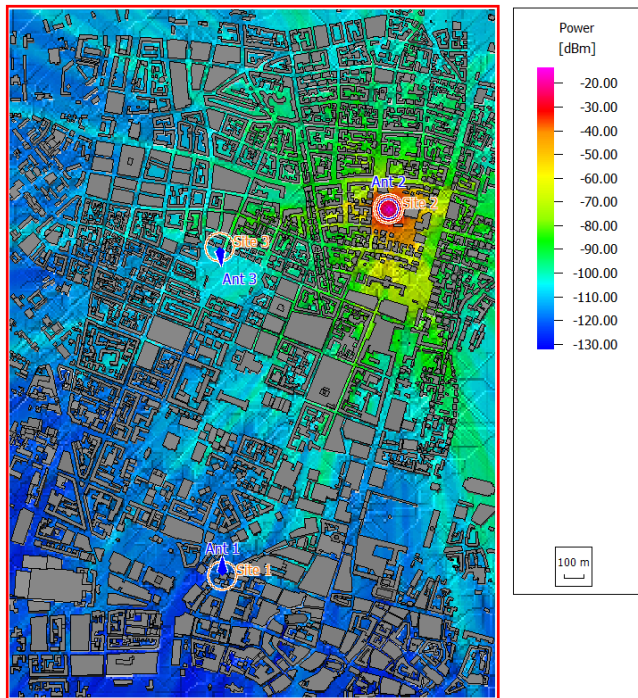 Power
[dBm]
-20.00
-30.00
-40.00
-50.00
-60.00
-70.00
-80.00
-90.00
-100.00
-110.00
-120.00
-130.00
Ant 2
Site 2
Site 3
Ant 3
Ant 1
Site 1
100 m